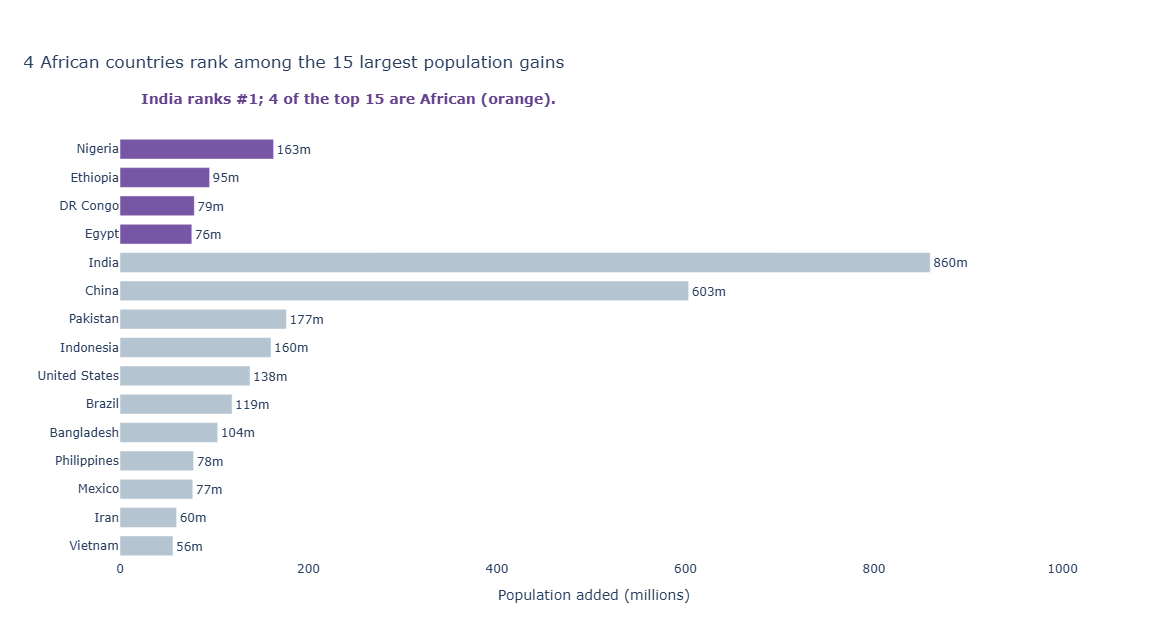 4 African countries rank among the 15 largest population gains
India ranks #1; 4 of the top 15 are African (orange).
Nigeria 163m
Ethiopia 95m
DR Congo 79m
Egypt 76m
India 860m
China 603m
Pakistan 177m
Indonesia 160m
United States 138m
Brazil 119m
Bangladesh 104m
Philippines 78m
Mexico 77m
Iran 60m
Vietnam 56m
0 200 400 600 800 1000
Population added (millions)